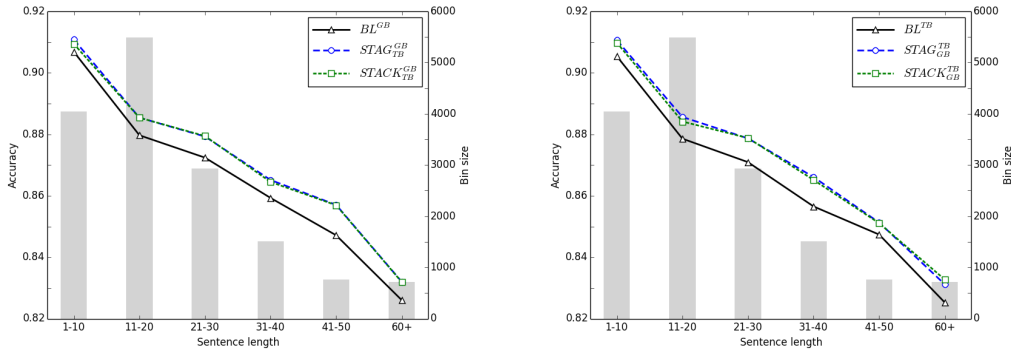 0.92
0.90
0.88
0.86
0.84
0.82
Accuracy
6000
5000
4000
3000
2000
1000
0
Bin size
1-10 11-20 21-30 31-40 41-50 60+
Sentence length
BL^GB
STAG^GB_TB
STACK^GB_TB
0.92
0.90
0.88
0.86
0.84
0.82
Accuracy
6000
5000
4000
3000
2000
1000
0
Bin size
1-10 11-20 21-30 31-40 41-50 60+
Sentence length
BL^TB
STAG^TB_GB
STACK^TB_GB